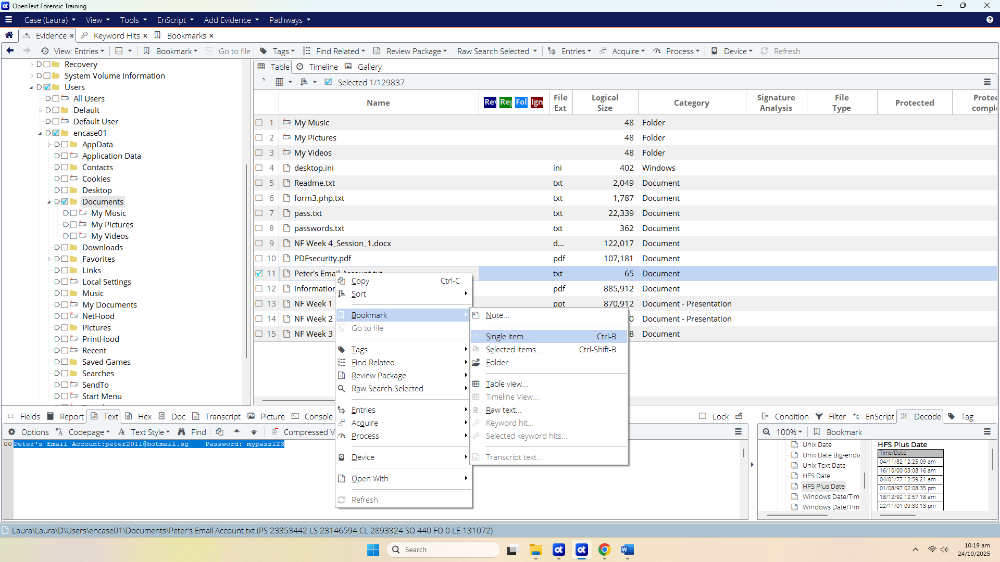 OpenText Forensic Training
Case (Laura) View Tools EnScript Add Evidence Pathways
Evidence Keyword Hits Bookmarks
View: Entries Bookmark Go to file Tags Find Related Review Package Raw Search Selected Entries Acquire Process Device Refresh
Recovery
System Volume Information
Users
All Users
Default
Default User
encase01
AppData
Application Data
Contacts
Cookies
Desktop
Documents
My Music
My Pictures
My Videos
Downloads
Favorites
Links
Local Settings
Music
My Documents
NetHood
Pictures
PrintHood
Recent
Saved Games
Searches
SendTo
Start Menu
Table Timeline Gallery
Selected 1/129837
Name Rev Rep Fol Ign File Ext Logical Size Category Signature Analysis File Type Protected Protec compl
1 My Music 48 Folder
2 My Pictures 48 Folder
3 My Videos 48 Folder
4 desktop.ini ini 402 Windows
5 Readme.txt txt 2,049 Document
6 form3.php.txt txt 1,787 Document
7 pass.txt txt 22,339 Document
8 passwords.txt txt 362 Document
9 NF Week 4_Session_1.docx d... 122,017 Document
10 PDFsecurity.pdf pdf 107,181 Document
11 Peter's Email Account.txt txt 65 Document
12 information pdf 885,912 Document
13 NF Week 1 ppt 870,912 Document - Presentation
14 NF Week 2 0 Document - Presentation
15 NF Week 3 8 Document
Copy Ctrl-C
Sort
Bookmark
Go to file
Tags
Find Related
Review Package
Raw Search Selected
Entries
Acquire
Process
Device
Open With
Refresh
Note...
Single item... Ctrl-B
Selected items... Ctrl-Shift-B
Folder...
Table view...
Timeline View...
Raw text...
Keyword hit...
Selected keyword hits...
Transcript text...
Fields Report Text Hex Doc Transcript Picture Console Lock
Options Codepage Text Style Find Compressed V
00 Peter's Email Account:peter2011@hotmail.sg Password: mypass123
Condition Filter EnScript Decode Tag
100% Bookmark
Unix Date
Unix Date Big-endia
Unix Text Date
HFS Date
HFS Plus Date
Windows Date/Tim
Windows Date/Tim
HFS Plus Date
Time/Date
04/11/82 12:25:09 am
16/10/00 03:08:16 am
04/01/77 12:59:21 am
01/08/97 02:08:35 pm
18/12/92 12:57:18 am
22/11/01 09:30:13 pm
Laura\Laura\D\Users\encase01\Documents\Peter's Email Account.txt (PS 23353442 LS 23146594 CL 2893324 SO 440 FO 0 LE 131072)
Search
10:19 am
24/10/2025